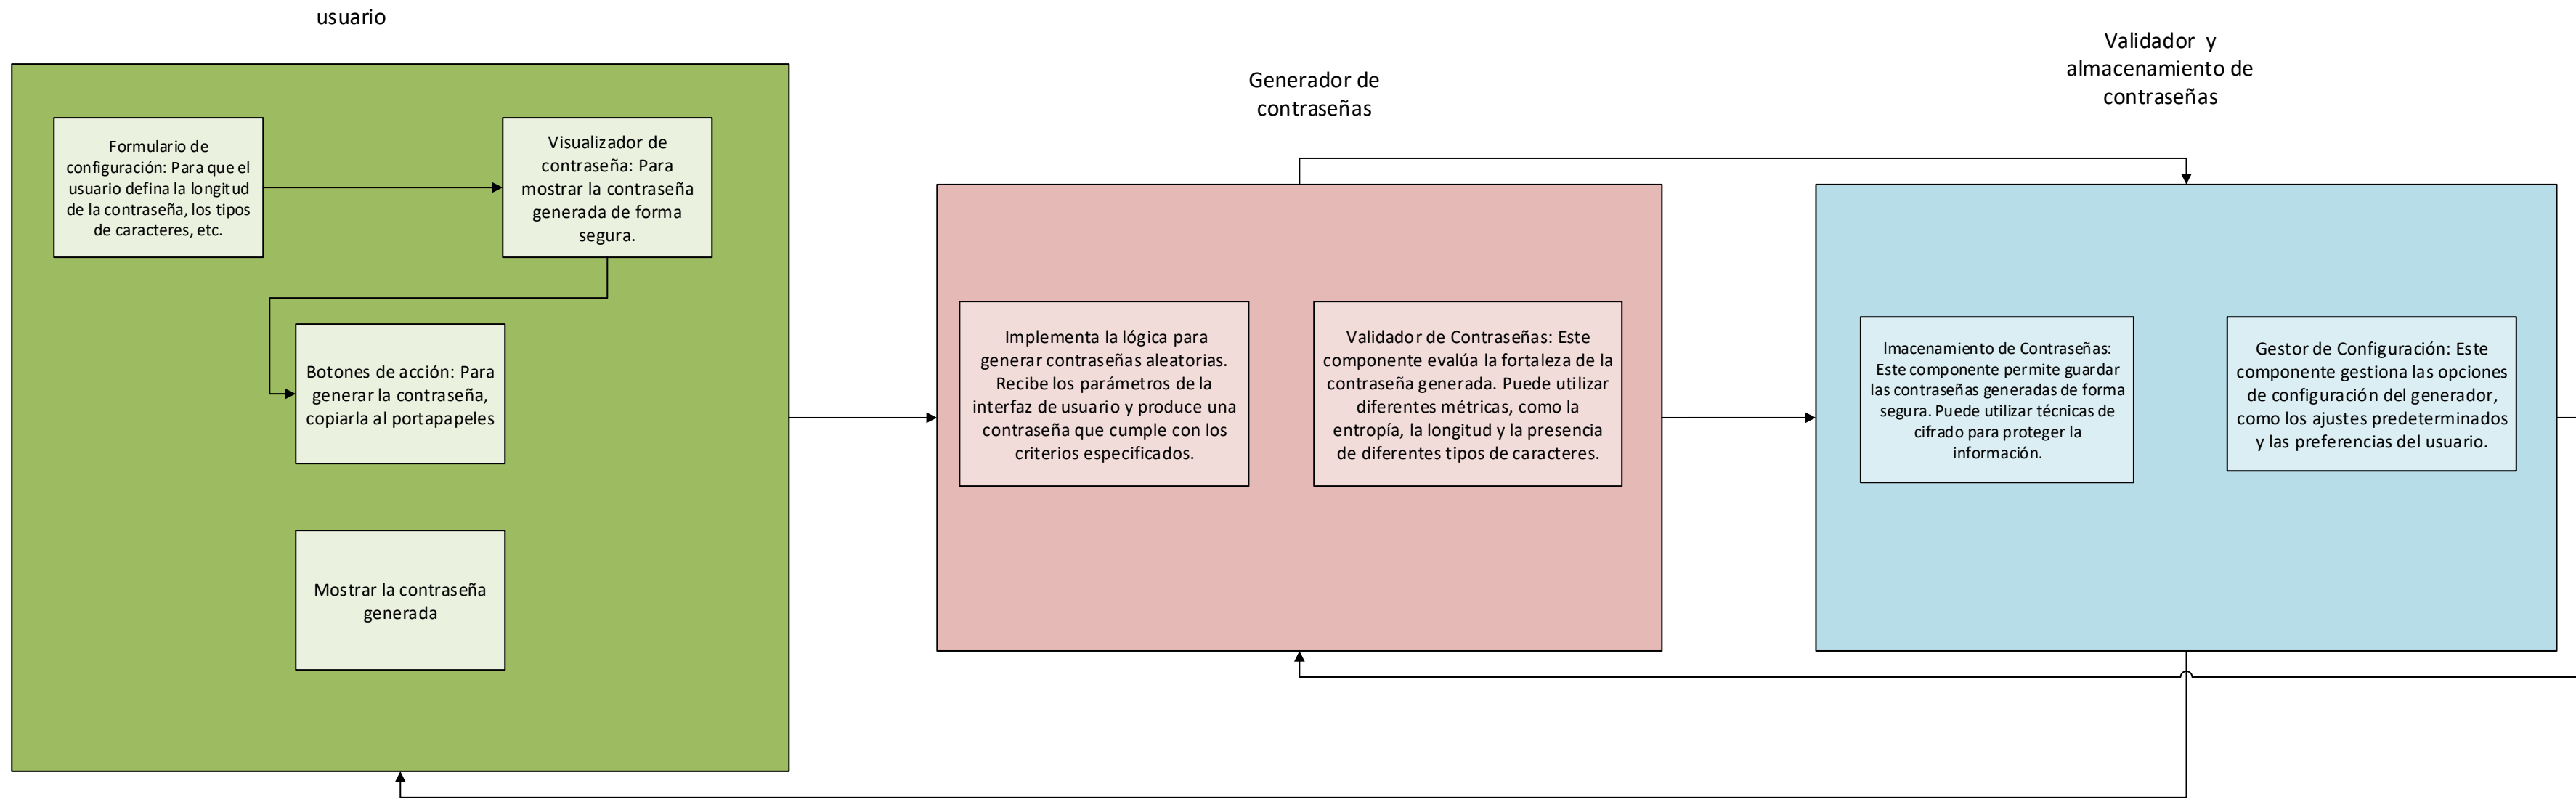 usuario
Formulario de
configuración: Para que el
usuario defina la longitud
de la contraseña, los tipos
de caracteres, etc.
Visualizador de
contraseña: Para
mostrar la contraseña
generada de forma
segura.
Botones de acción: Para
generar la contraseña,
copiarla al portapapeles
Mostrar la contraseña
generada
Generador de
contraseñas
Implementa la lógica para
generar contraseñas aleatorias.
Recibe los parámetros de la
interfaz de usuario y produce una
contraseña que cumple con los
criterios especificados.
Validador de Contraseñas: Este
componente evalúa la fortaleza de la
contraseña generada. Puede utilizar
diferentes métricas, como la
entropía, la longitud y la presencia
de diferentes tipos de caracteres.
Validador y
almacenamiento de
contraseñas
lmacenamiento de Contraseñas:
Este componente permite guardar
las contraseñas generadas de forma
segura. Puede utilizar técnicas de
cifrado para proteger la
información.
Gestor de Configuración: Este
componente gestiona las opciones
de configuración del generador,
como los ajustes predeterminados
y las preferencias del usuario.